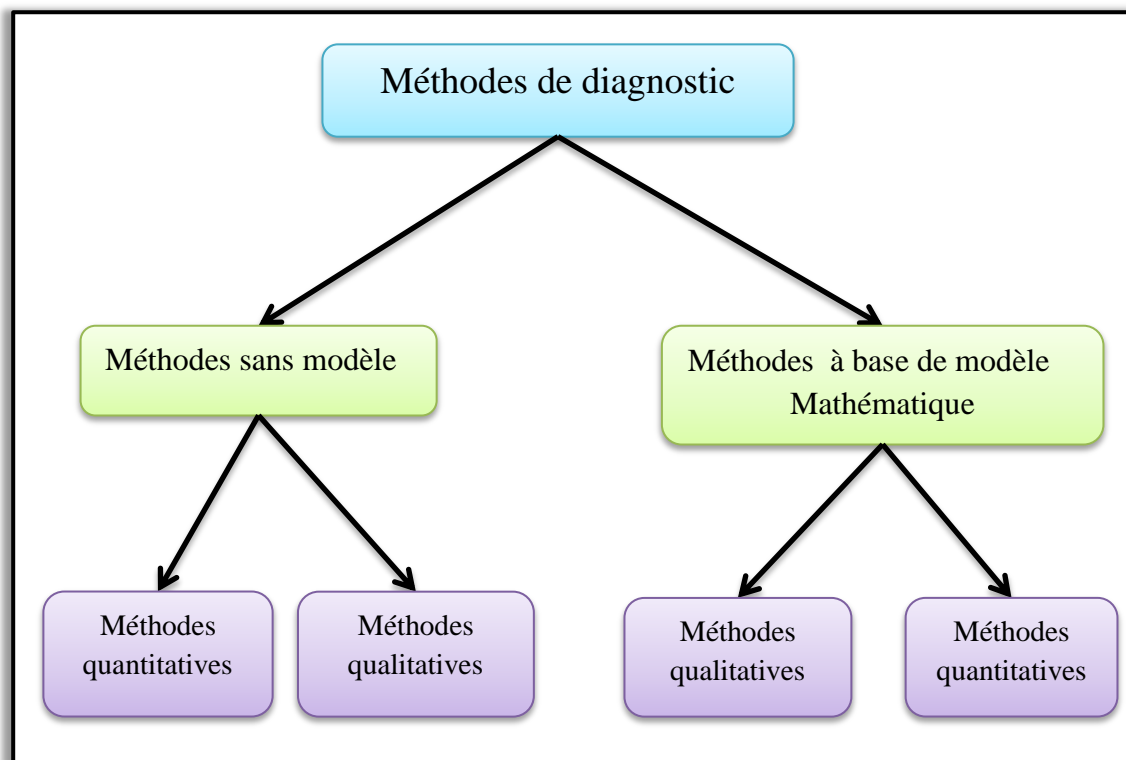 Méthodes de diagnostic
Méthodes sans modèle
Méthodes à base de modèle
Mathématique
Méthodes
quantitatives
Méthodes
qualitatives
Méthodes
qualitatives
Méthodes
quantitatives